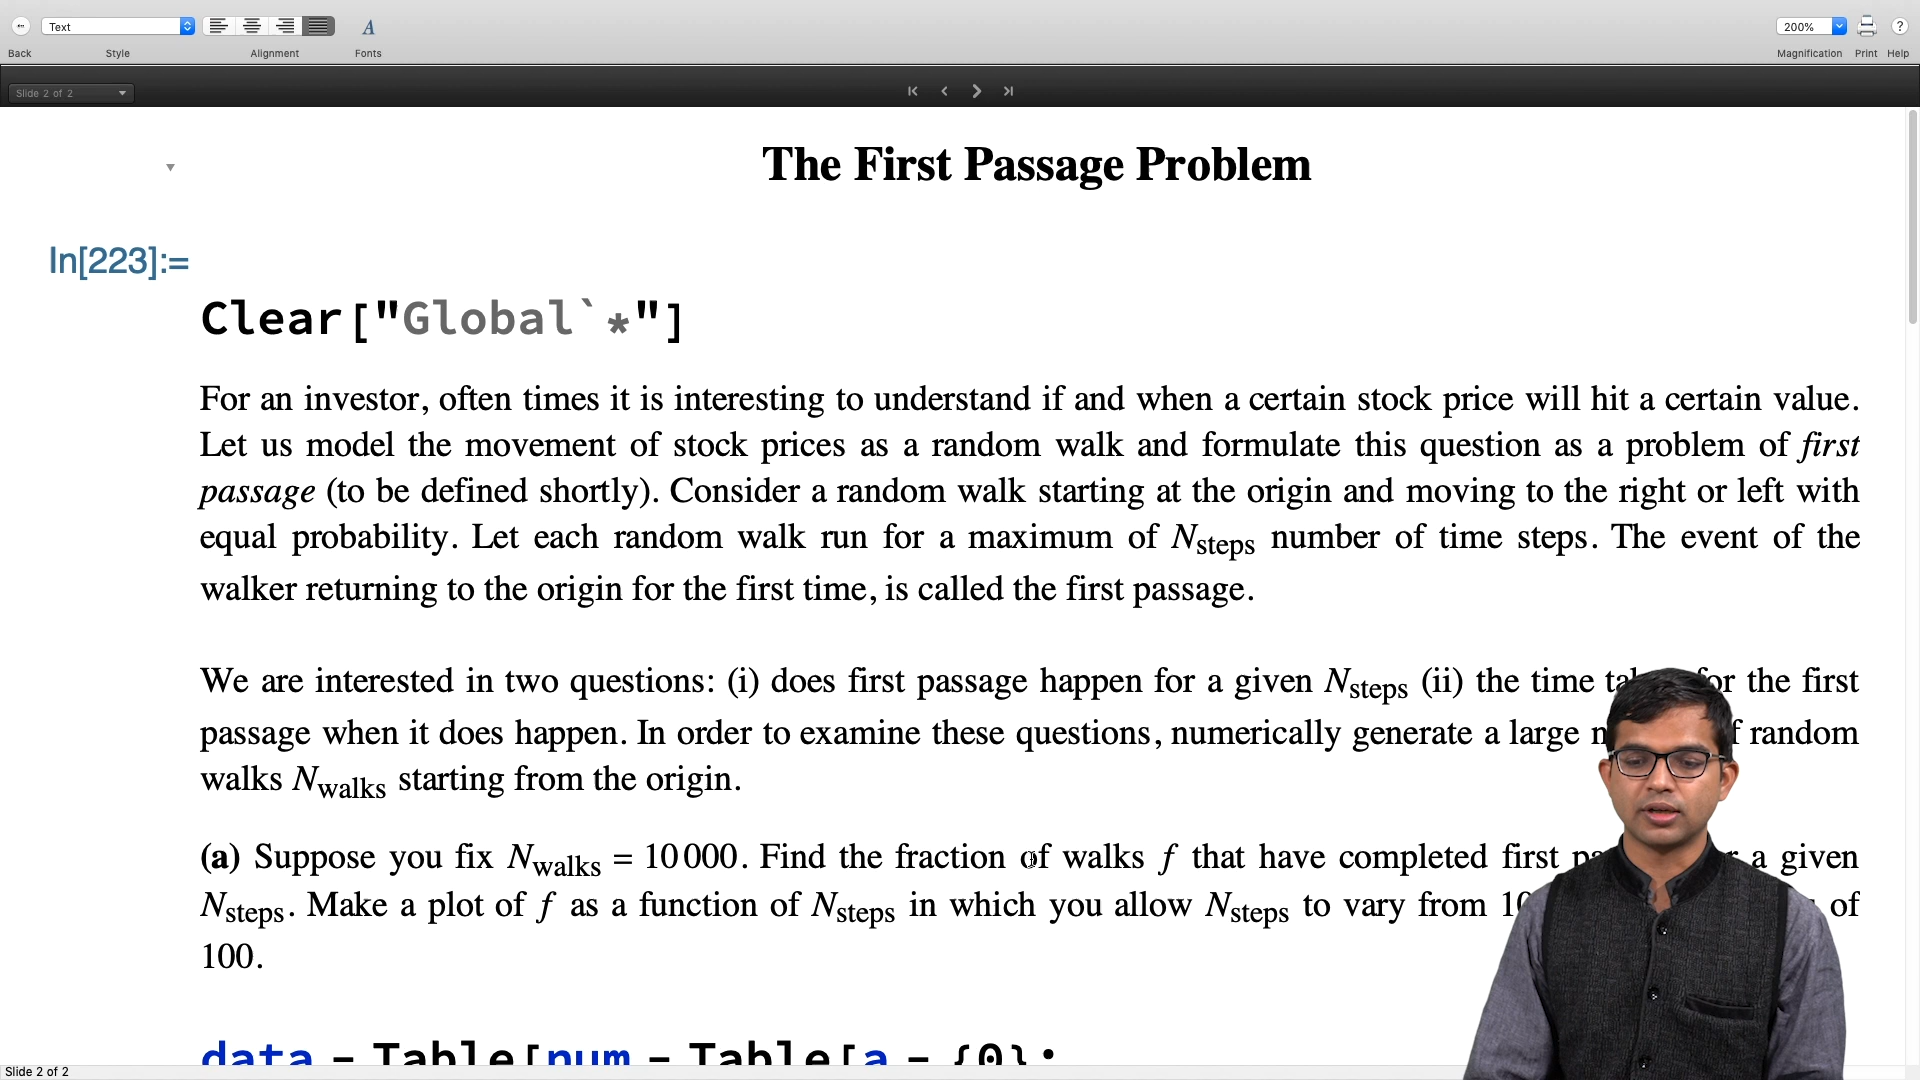 Text
200%
Back
Style
Alignment
Fonts
Magnification
Print
Help
Slide 2 of 2
The First Passage Problem
In[223]:=
Clear["Global`*"]
For an investor, often times it is interesting to understand if and when a certain stock price will hit a certain value.
Let us model the movement of stock prices as a random walk and formulate this question as a problem of first
passage (to be defined shortly). Consider a random walk starting at the origin and moving to the right or left with
equal probability. Let each random walk run for a maximum of Nsteps number of time steps. The event of the
walker returning to the origin for the first time, is called the first passage.
We are interested in two questions: (i) does first passage happen for a given Nsteps (ii) the time for the first
passage when it does happen. In order to examine these questions, numerically generate a large random
walks Nwalks starting from the origin.
(a) Suppose you fix Nwalks = 10000. Find the fraction of walks f that have completed first a given
Nsteps. Make a plot of f as a function of Nsteps in which you allow Nsteps to vary from of
100.
data = Table[num = Table[a = {0};
Slide 2 of 2